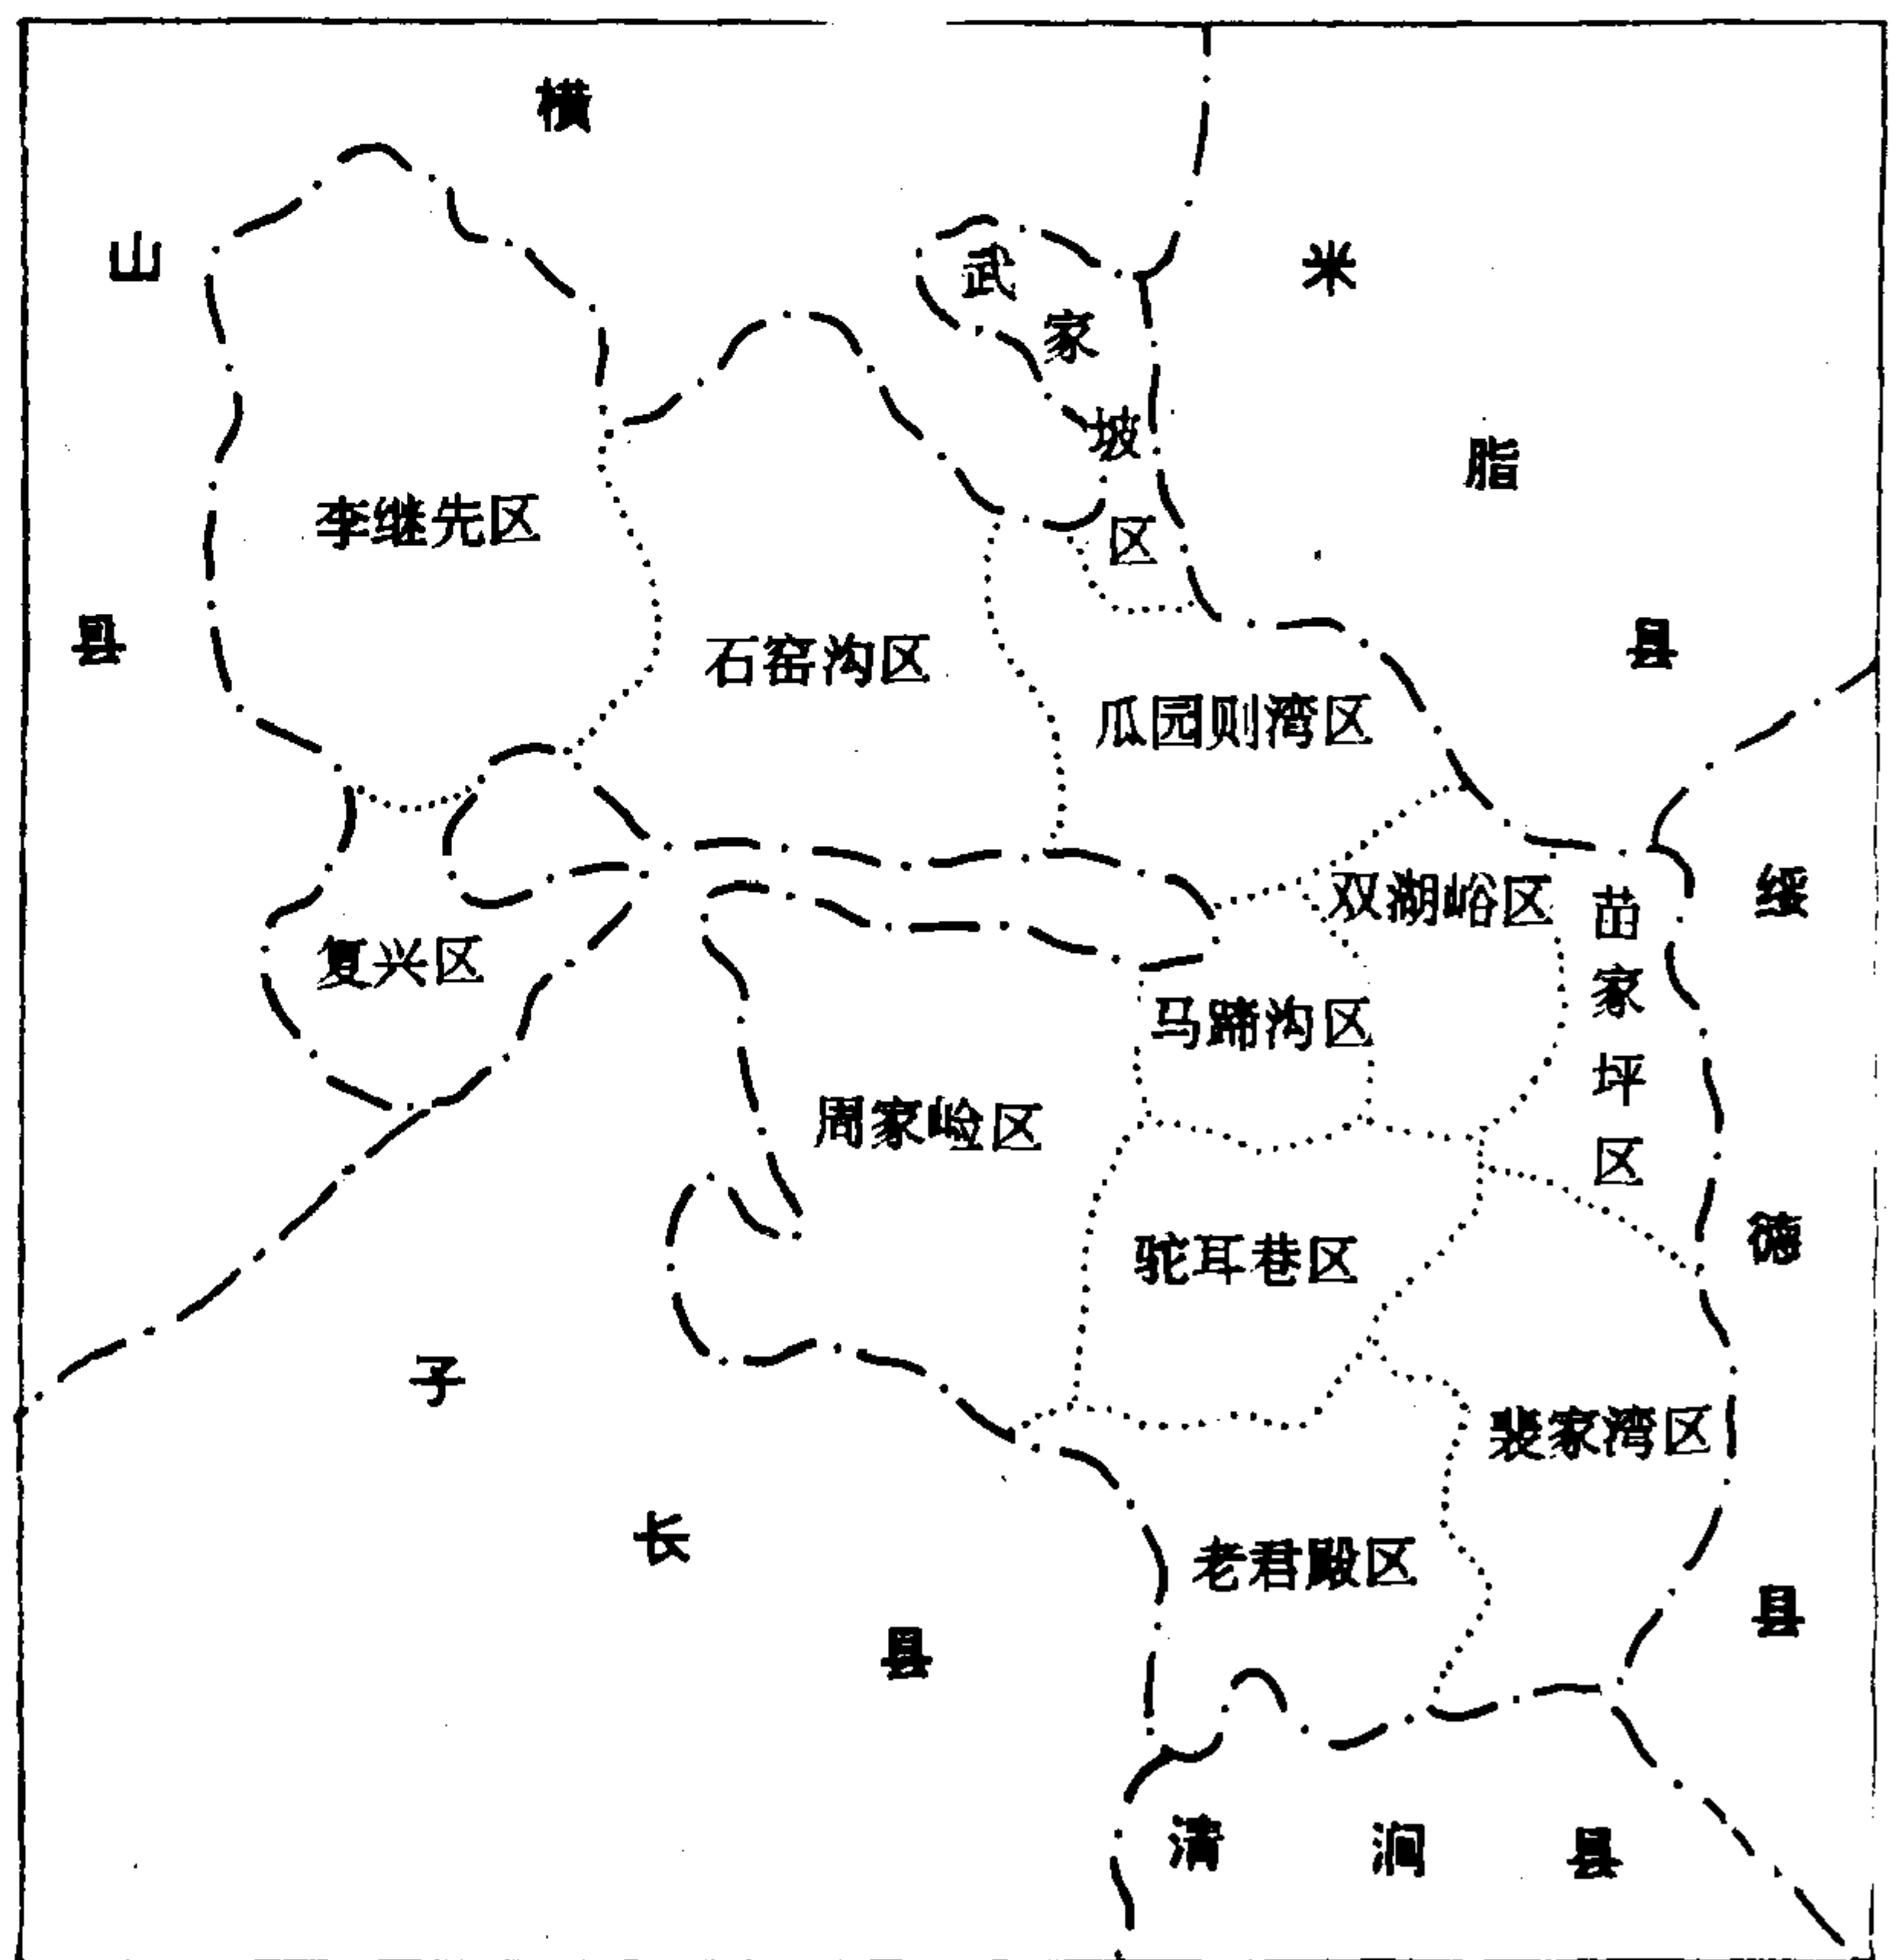 横山县
米脂县
绥德县
子长县
清涧县
武家坡区
李继先区
石窑沟区
瓜园则湾区
双湖峪区
苗家坪区
复兴区
马蹄沟区
周家崄区
驼耳巷区
裴家湾区
老君殿区